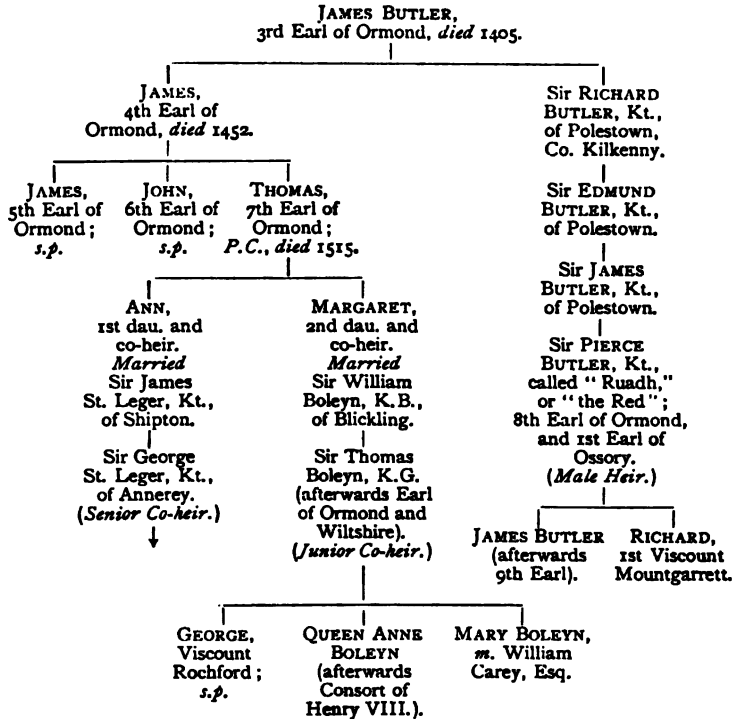 JAMES BUTLER,
3rd Earl of Ormond, died 1405.
JAMES,
4th Earl of
Ormond, died 1452.
Sir RICHARD
BUTLER, Kt.,
of Polestown,
Co. Kilkenny.
JAMES,
5th Earl of
Ormond;
s.p.
JOHN,
6th Earl of
Ormond;
s.p.
THOMAS,
7th Earl of
Ormond;
P.C., died 1515.
Sir EDMUND
BUTLER, Kt.,
of Polestown.
Sir JAMES
BUTLER, Kt.,
of Polestown.
ANN,
1st dau. and
co-heir.
Married
Sir James
St. Leger, Kt.,
of Shipton.
MARGARET,
2nd dau. and
co-heir.
Married
Sir William
Boleyn, K.B.,
of Blickling.
Sir PIERCE
BUTLER, Kt.,
called "Ruadh,"
or "the Red";
8th Earl of Ormond,
and 1st Earl of
Ossory.
(Male Heir.)
Sir George
St. Leger, Kt.,
of Annerey.
(Senior Co-heir.)
Sir Thomas
Boleyn, K.G.
(afterwards Earl
of Ormond and
Wiltshire).
(Junior Co-heir.)
JAMES BUTLER
(afterwards
9th Earl).
RICHARD,
1st Viscount
Mountgarrett.
GEORGE,
Viscount
Rochford;
s.p.
QUEEN ANNE
BOLEYN
(afterwards
Consort of
Henry VIII.).
MARY BOLEYN,
m. William
Carey, Esq.